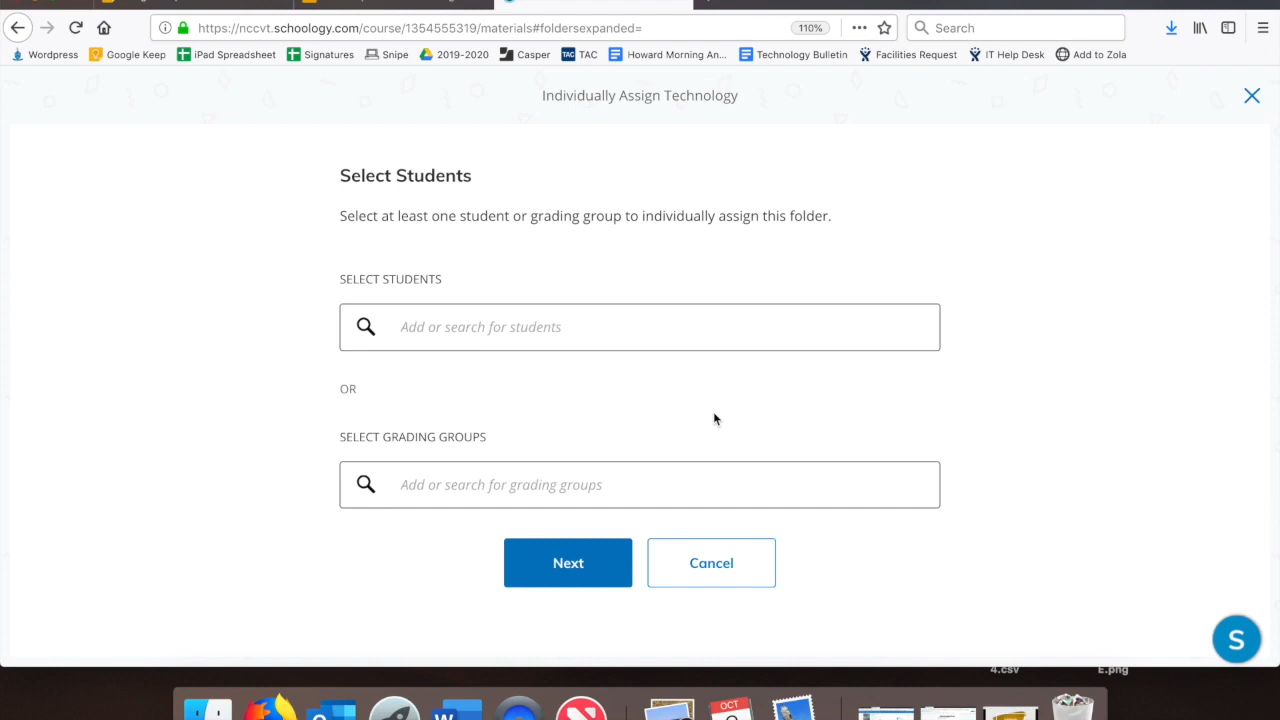 https://nccvt.schoology.com/course/1354555319/materials#foldersexpanded=
110%
Search
Wordpress
Google Keep
iPad Spreadsheet
Signatures
Snipe
2019-2020
Casper
TAC TAC
Howard Morning An...
Technology Bulletin
Facilities Request
IT Help Desk
Add to Zola
Individually Assign Technology
Select Students
Select at least one student or grading group to individually assign this folder.
SELECT STUDENTS
Add or search for students
OR
SELECT GRADING GROUPS
Add or search for grading groups
Next
Cancel
S
4.csv
E.png
W
OCT